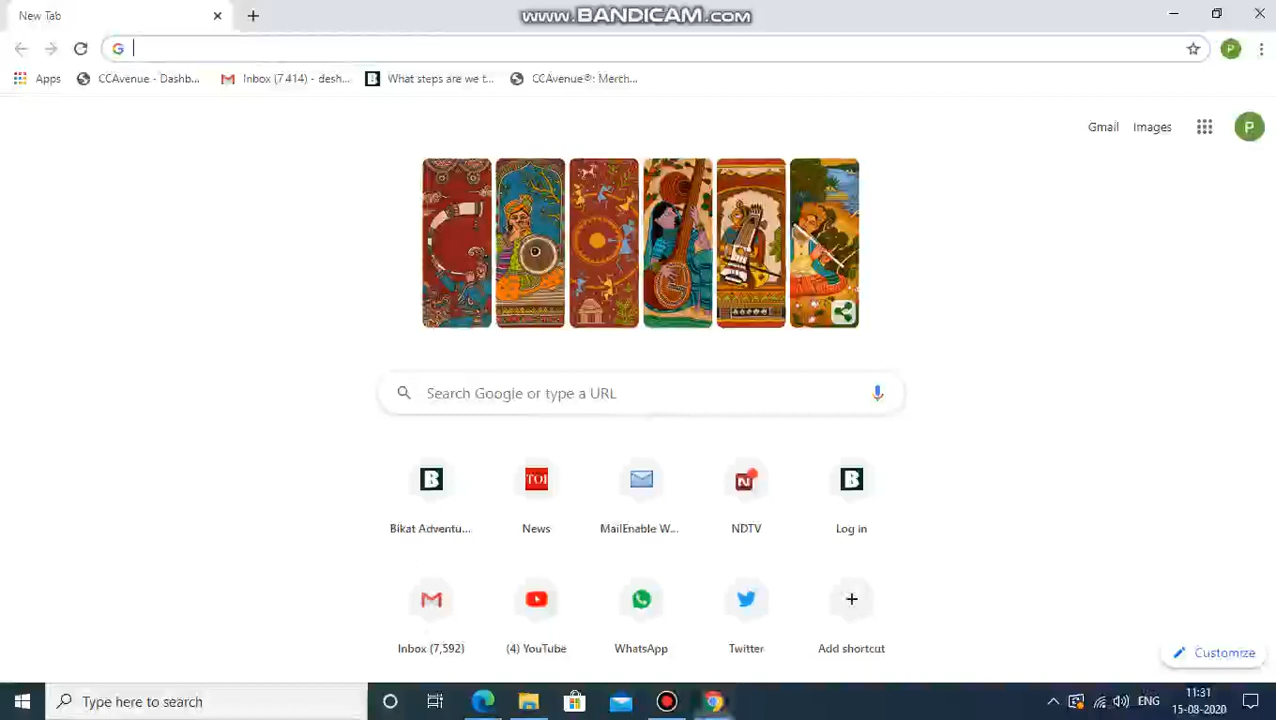 New Tab
www.BANDICAM.com
Apps
CCAvenue - Dashb...
Inbox (7,414) - desh...
What steps are we t...
CCAvenue®: Merch...
P
Gmail
Images
P
Search Google or type a URL
B
TOI
N
B
Bikat Adventu...
News
MailEnable W...
NDTV
Log in
Inbox (7,592)
(4) YouTube
WhatsApp
Twitter
Add shortcut
Customize
Type here to search
ENG
11:31
15-08-2020